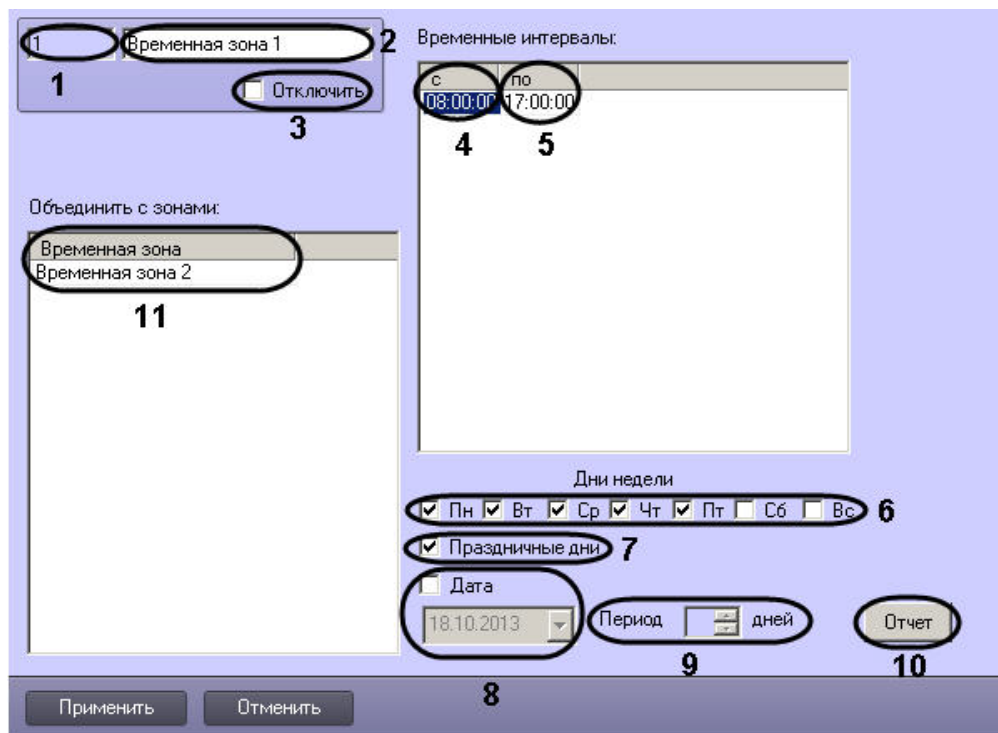 1 Временная зона 1 2
1 Отключить
3
Временные интервалы:
с по
08:00:00 17:00:00
4 5
Объединить с зонами:
Временная зона
Временная зона 2
11
Дни недели
Пн Вт Ср Чт Пт Сб Вс 6
Праздничные дни 7
Дата
18.10.2013 Период дней Отчет
8 9 10
Применить Отменить